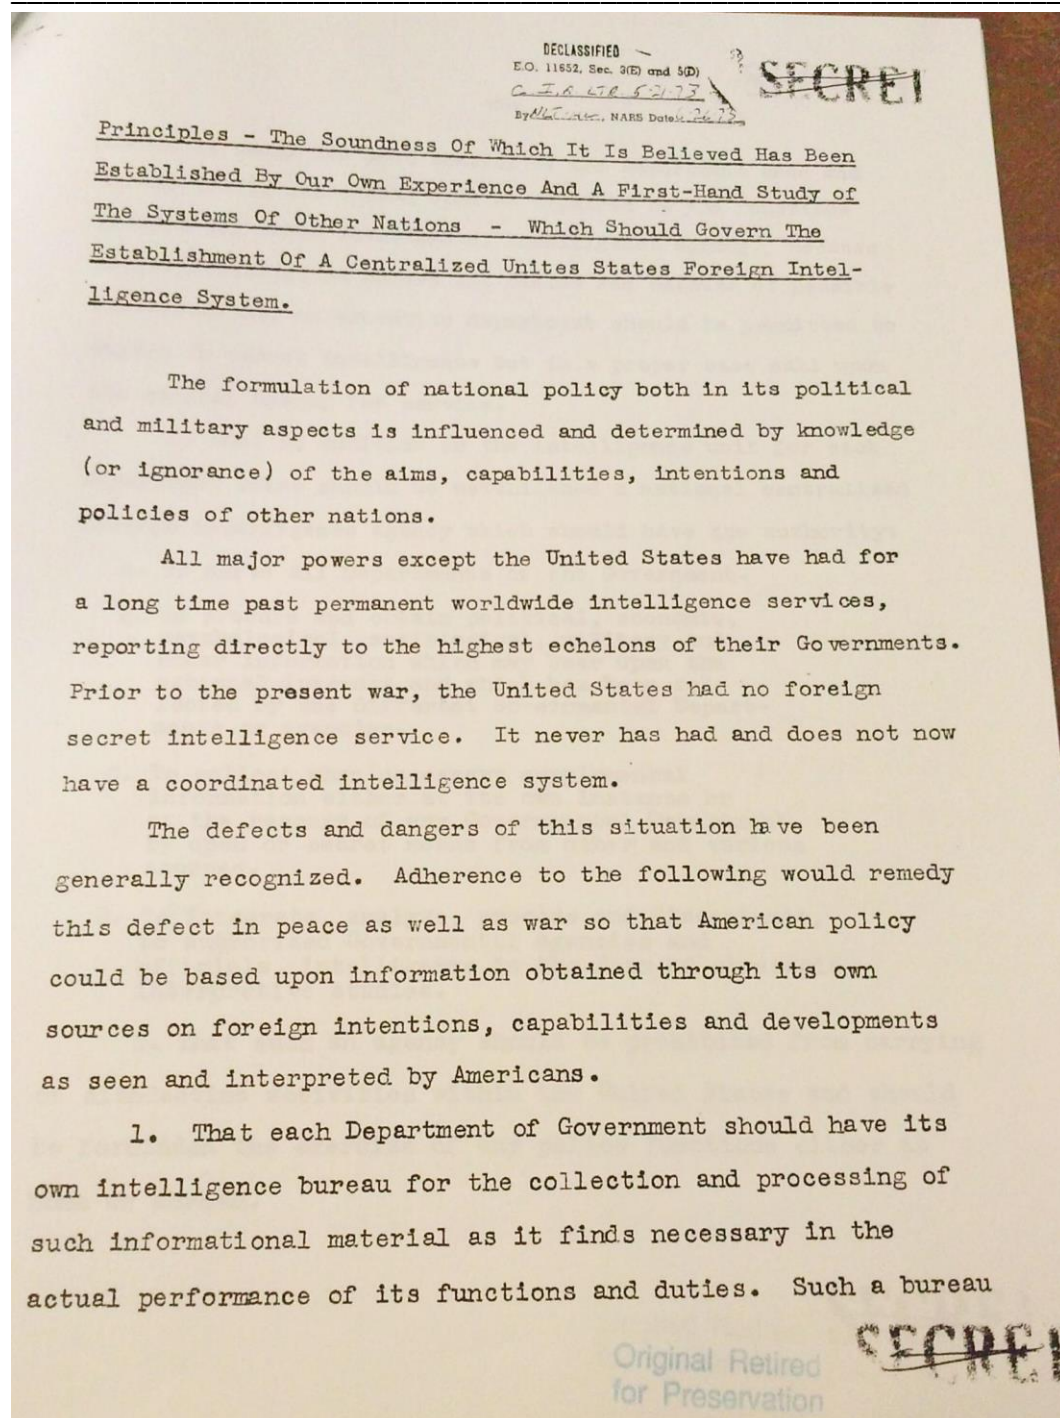 DECLASSIFIED
E.O. 11652, Sec. 3(E) and 5(D)
C.I.A. LTR 5-21-73
By , NARS Date
SECRET
Principles - The Soundness Of Which It Is Believed Has Been
Established By Our Own Experience And A First-Hand Study of
The Systems Of Other Nations - Which Should Govern The
Establishment Of A Centralized Unites States Foreign Intel-
ligence System.
The formulation of national policy both in its political
and military aspects is influenced and determined by knowledge
(or ignorance) of the aims, capabilities, intentions and
policies of other nations.
All major powers except the United States have had for
a long time past permanent worldwide intelligence services,
reporting directly to the highest echelons of their Governments.
Prior to the present war, the United States had no foreign
secret intelligence service. It never has had and does not now
have a coordinated intelligence system.
The defects and dangers of this situation have been
generally recognized. Adherence to the following would remedy
this defect in peace as well as war so that American policy
could be based upon information obtained through its own
sources on foreign intentions, capabilities and developments
as seen and interpreted by Americans.
1. That each Department of Government should have its
own intelligence bureau for the collection and processing of
such informational material as it finds necessary in the
actual performance of its functions and duties. Such a bureau
SECRET
Original Retired
for Preservation